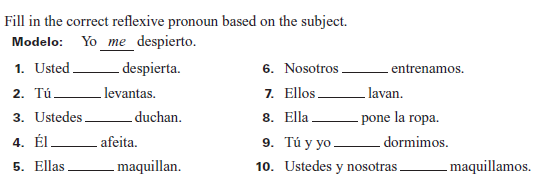 Fill in the correct reflexive pronoun based on the subject.
Modelo: Yo me despierto.
1. Usted ______ despierta.
2. Tú ______ levantas.
3. Ustedes ______ duchan.
4. Él ______ afeita.
5. Ellas ______ maquillan.
6. Nosotros ______ entrenamos.
7. Ellos ______ lavan.
8. Ella ______ pone la ropa.
9. Tú y yo ______ dormimos.
10. Ustedes y nosotras ______ maquillamos.